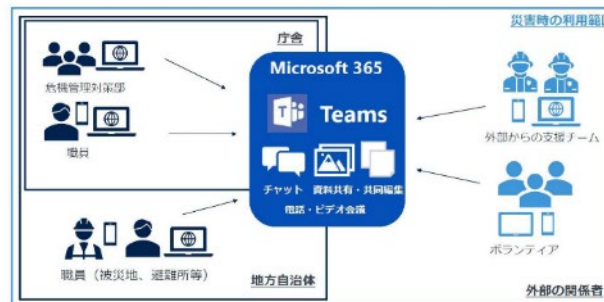 災害時の利用範囲
庁舎
Microsoft 365
Teams
チャット 資料共有・共同編集
電話・ビデオ会議
危機管理対策部
職員
職員（被災地、避難所等）
地方自治体
外部からの支援チーム
ボランティア
外部の関係者